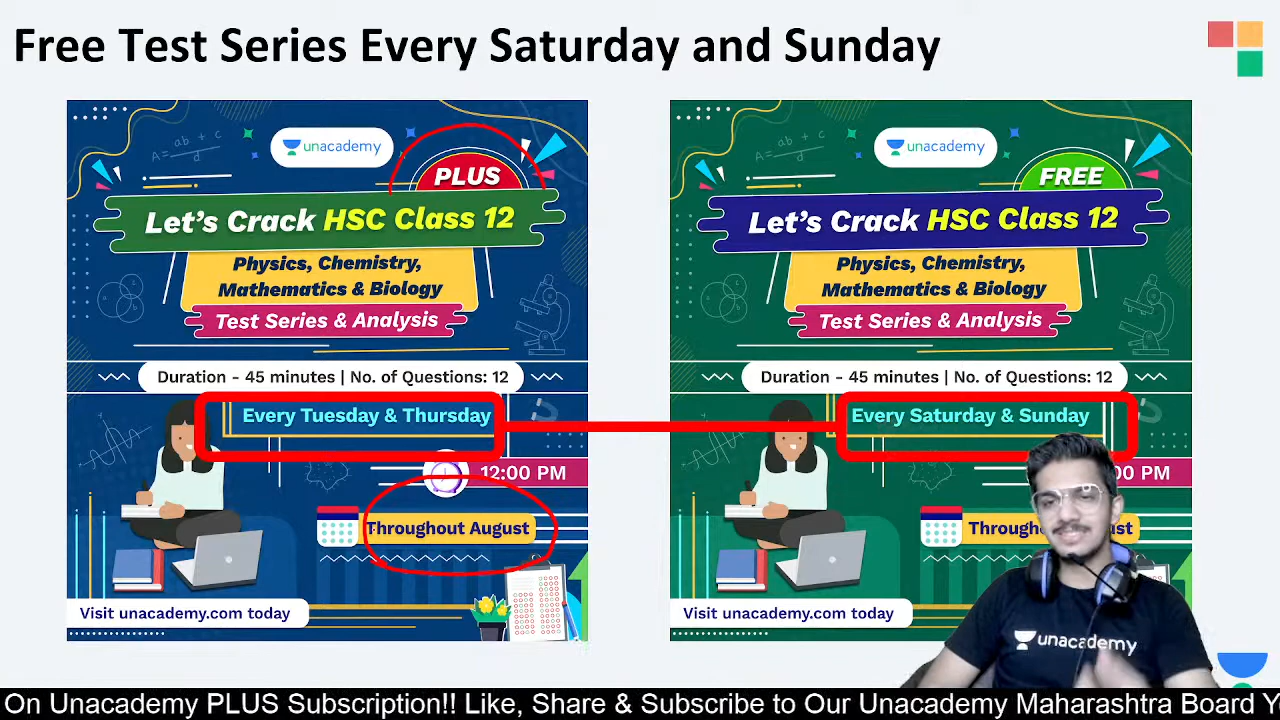 Free Test Series Every Saturday and Sunday
unacademy
PLUS
Let's Crack HSC Class 12
Physics, Chemistry,
Mathematics & Biology
Test Series & Analysis
Duration - 45 minutes | No. of Questions: 12
Every Tuesday & Thursday
12:00 PM
Throughout August
Visit unacademy.com today
unacademy
FREE
Let's Crack HSC Class 12
Physics, Chemistry,
Mathematics & Biology
Test Series & Analysis
Duration - 45 minutes | No. of Questions: 12
Every Saturday & Sunday
PM
Visit unacademy.com today
unacademy
On Unacademy PLUS Subscription!! Like, Share & Subscribe to Our Unacademy Maharashtra Board Y